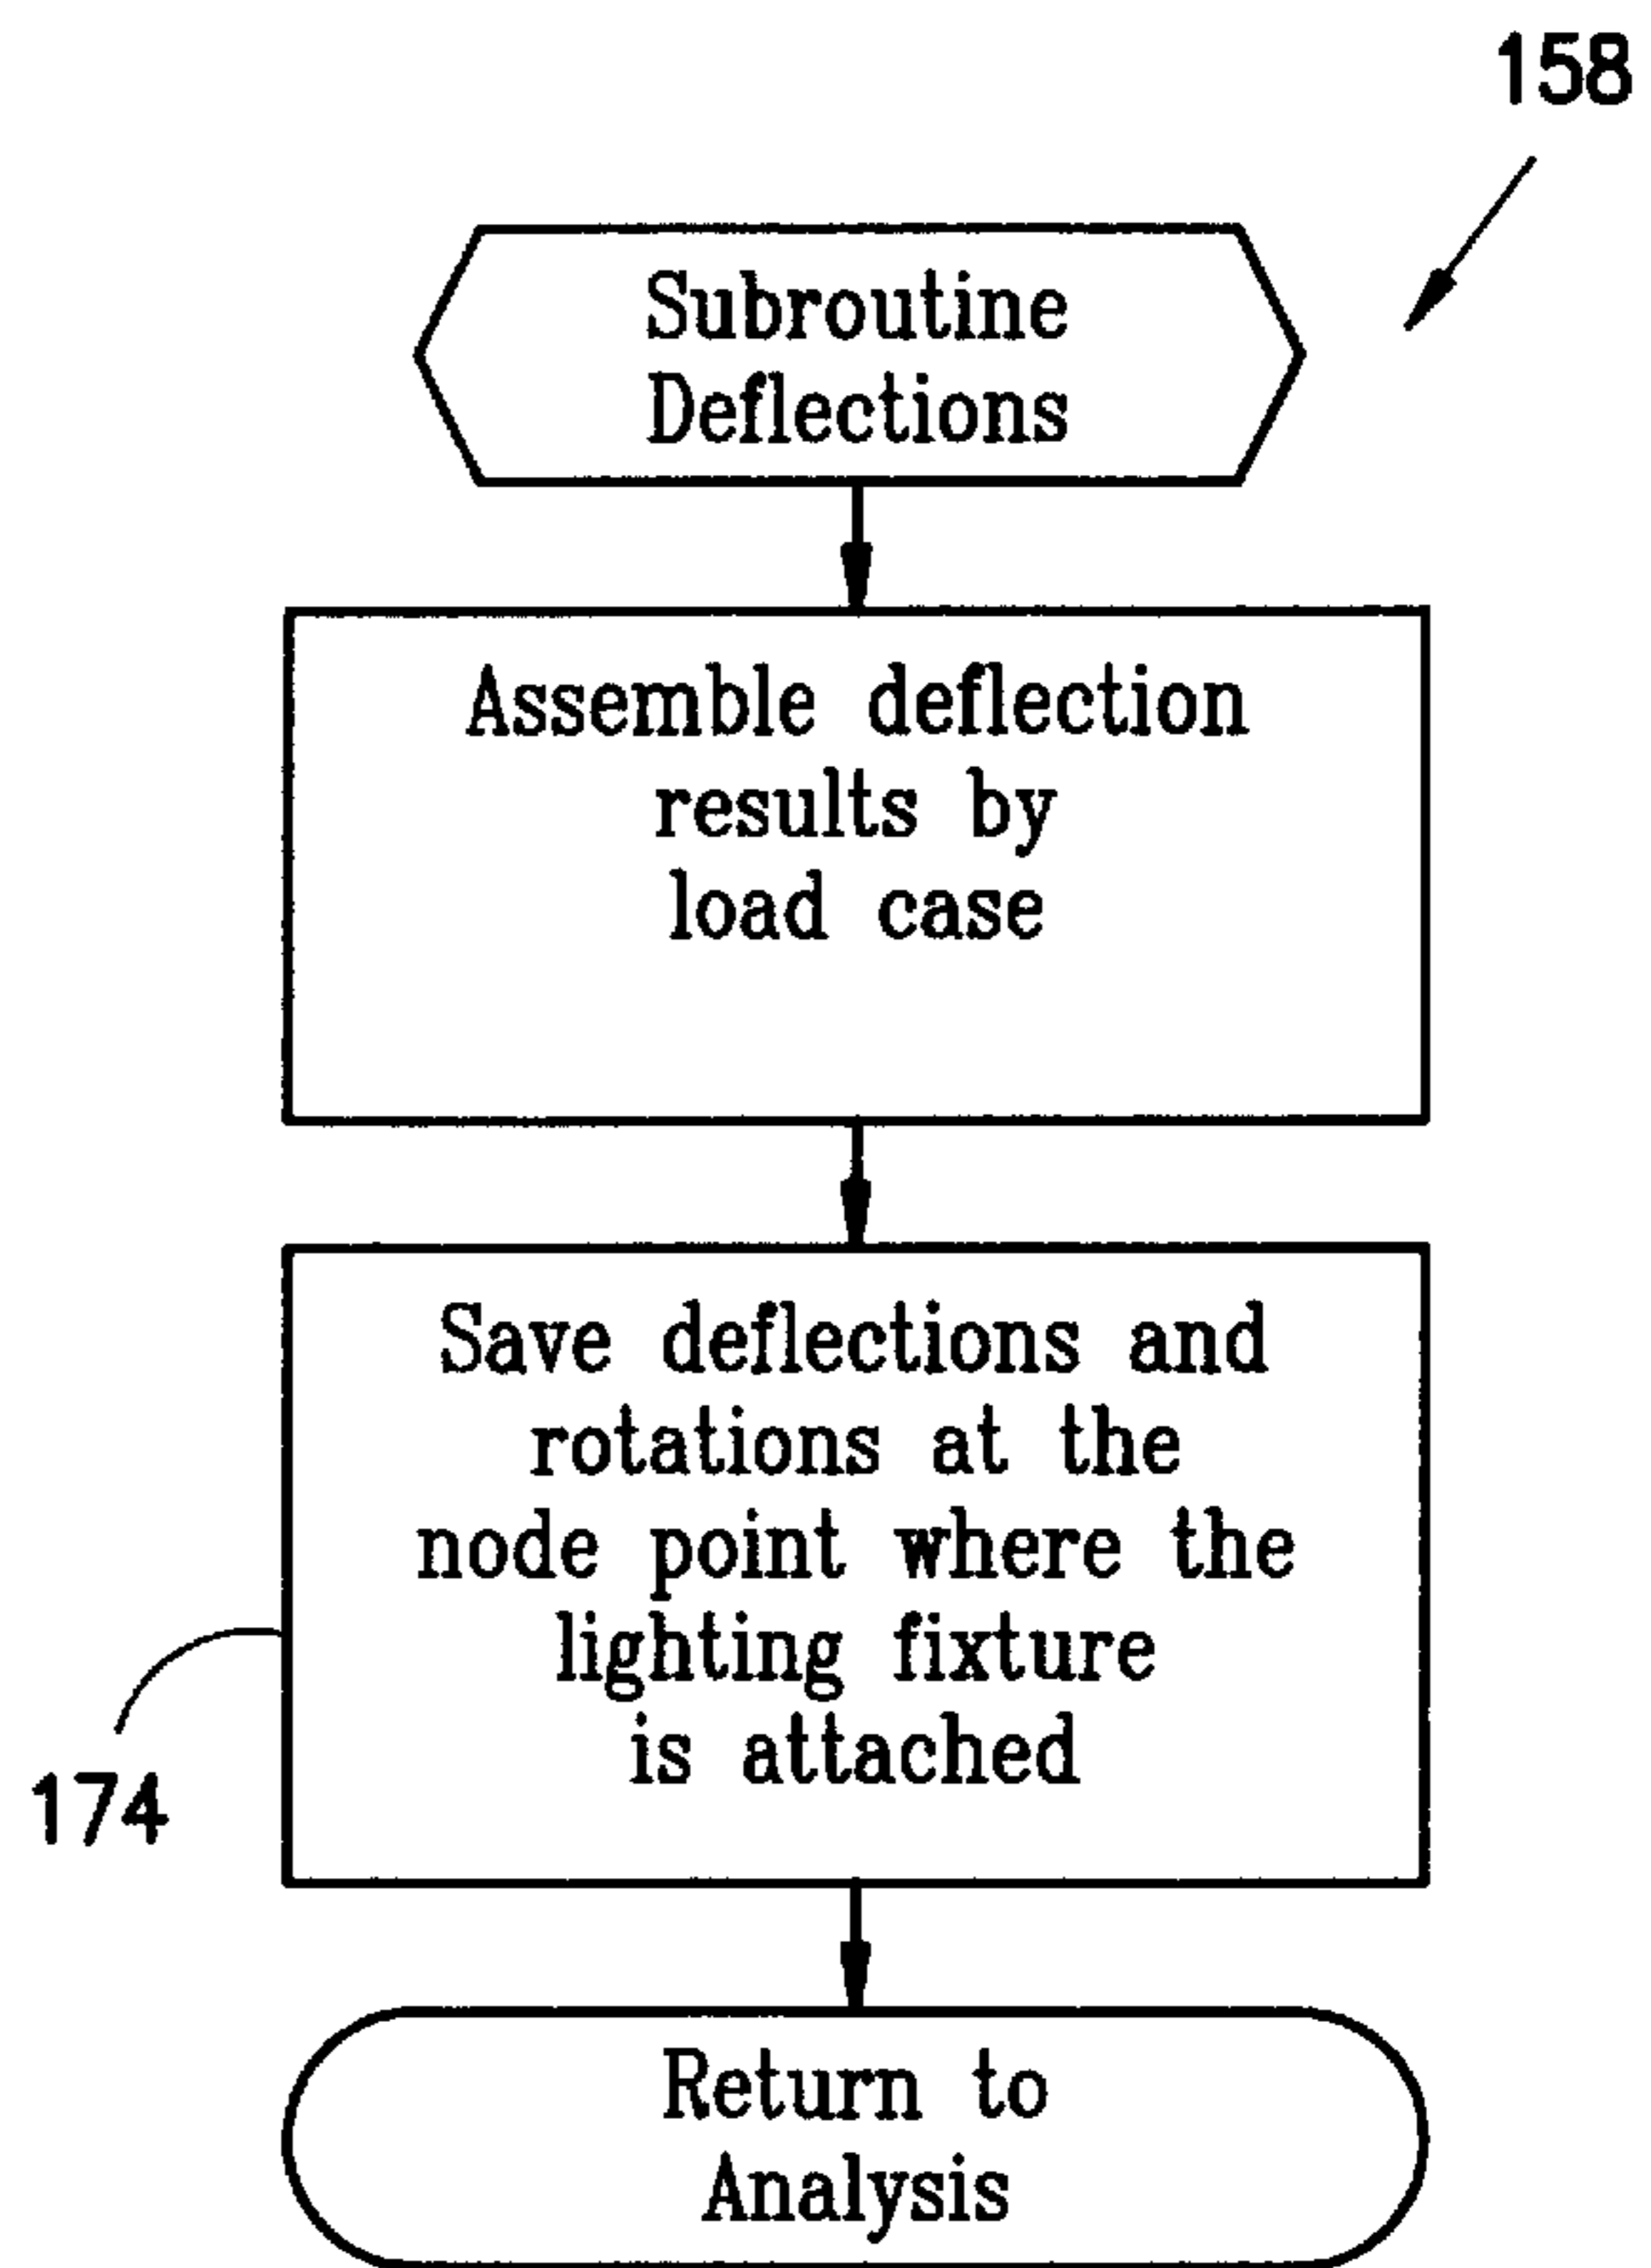 158
Subroutine
Deflections
Assemble deflection
results by
load case
Save deflections and
rotations at the
node point where the
lighting fixture
is attached
174
Return to
Analysis